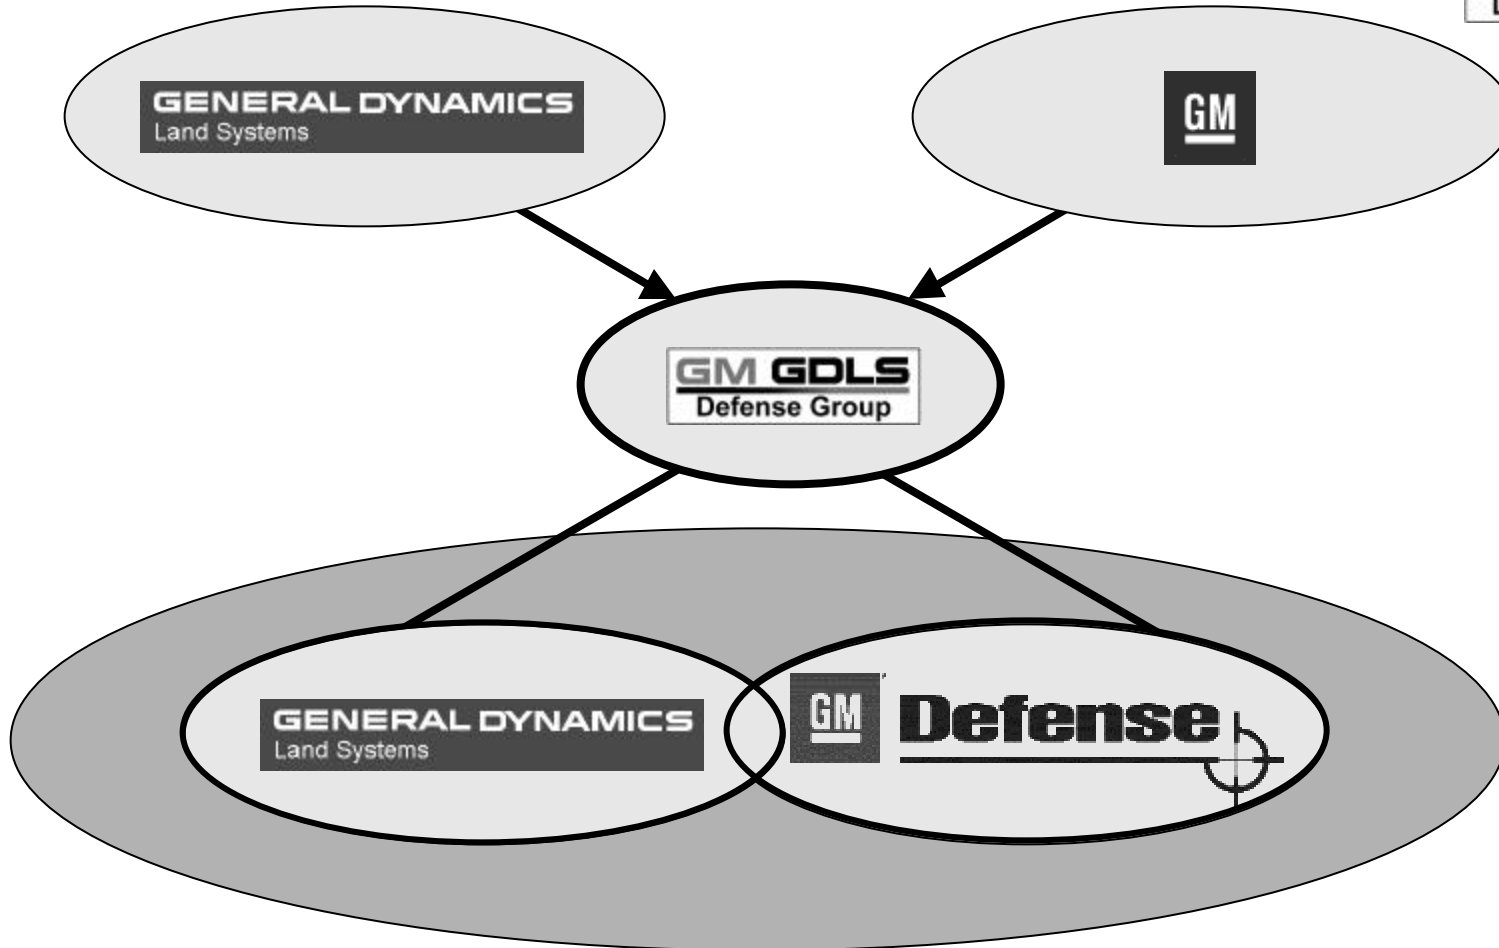 GENERAL DYNAMICS
Land Systems
GM
GM GDLS
Defense Group
GENERAL DYNAMICS
Land Systems
GM Defense